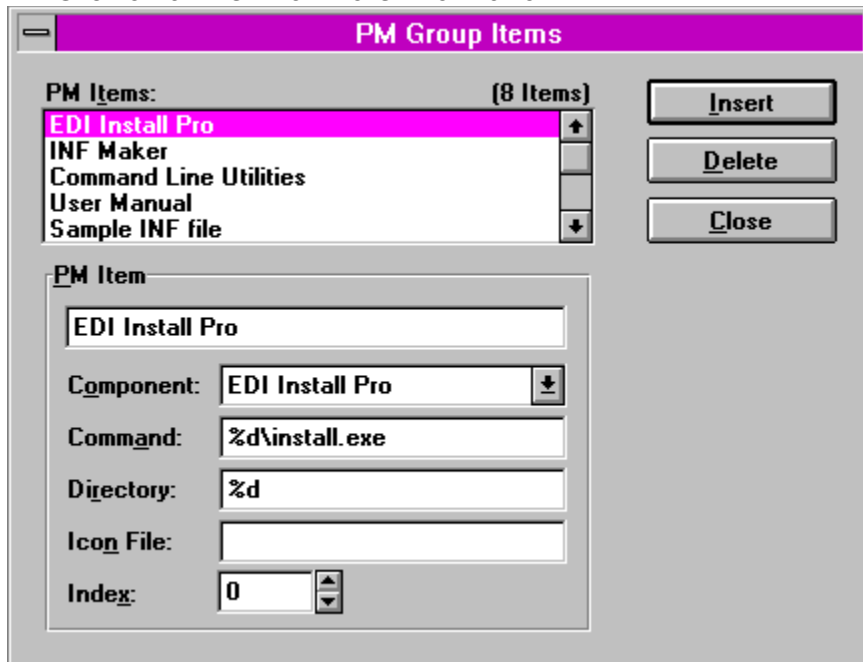 PM Group Items
PM Items: (8 Items)
EDI Install Pro
INF Maker
Command Line Utilities
User Manual
Sample INF file
Insert
Delete
Close
PM Item
EDI Install Pro
Component: EDI Install Pro
Command: %d\install.exe
Directory: %d
Icon File:
Index: 0